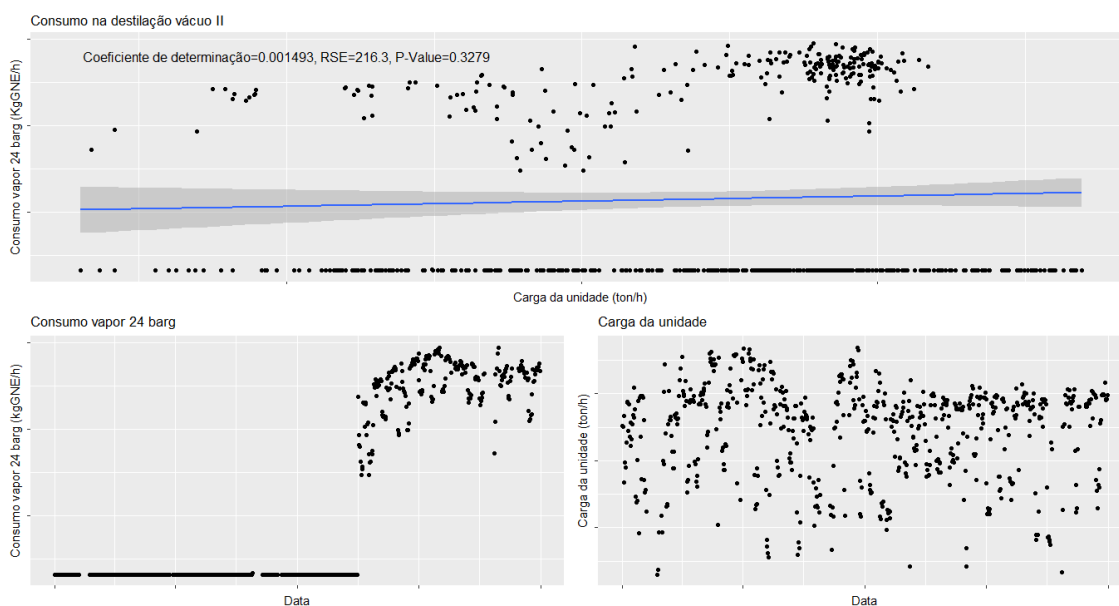 Consumo na destilação vácuo II
Coeficiente de determinação=0.001493, RSE=216.3, P-Value=0.3279
Consumo vapor 24 barg (KgGNE/h)
Carga da unidade (ton/h)
Consumo vapor 24 barg
Consumo vapor 24 barg (kgGNE/h)
Data
Carga da unidade
Carga da unidade (ton/h)
Data